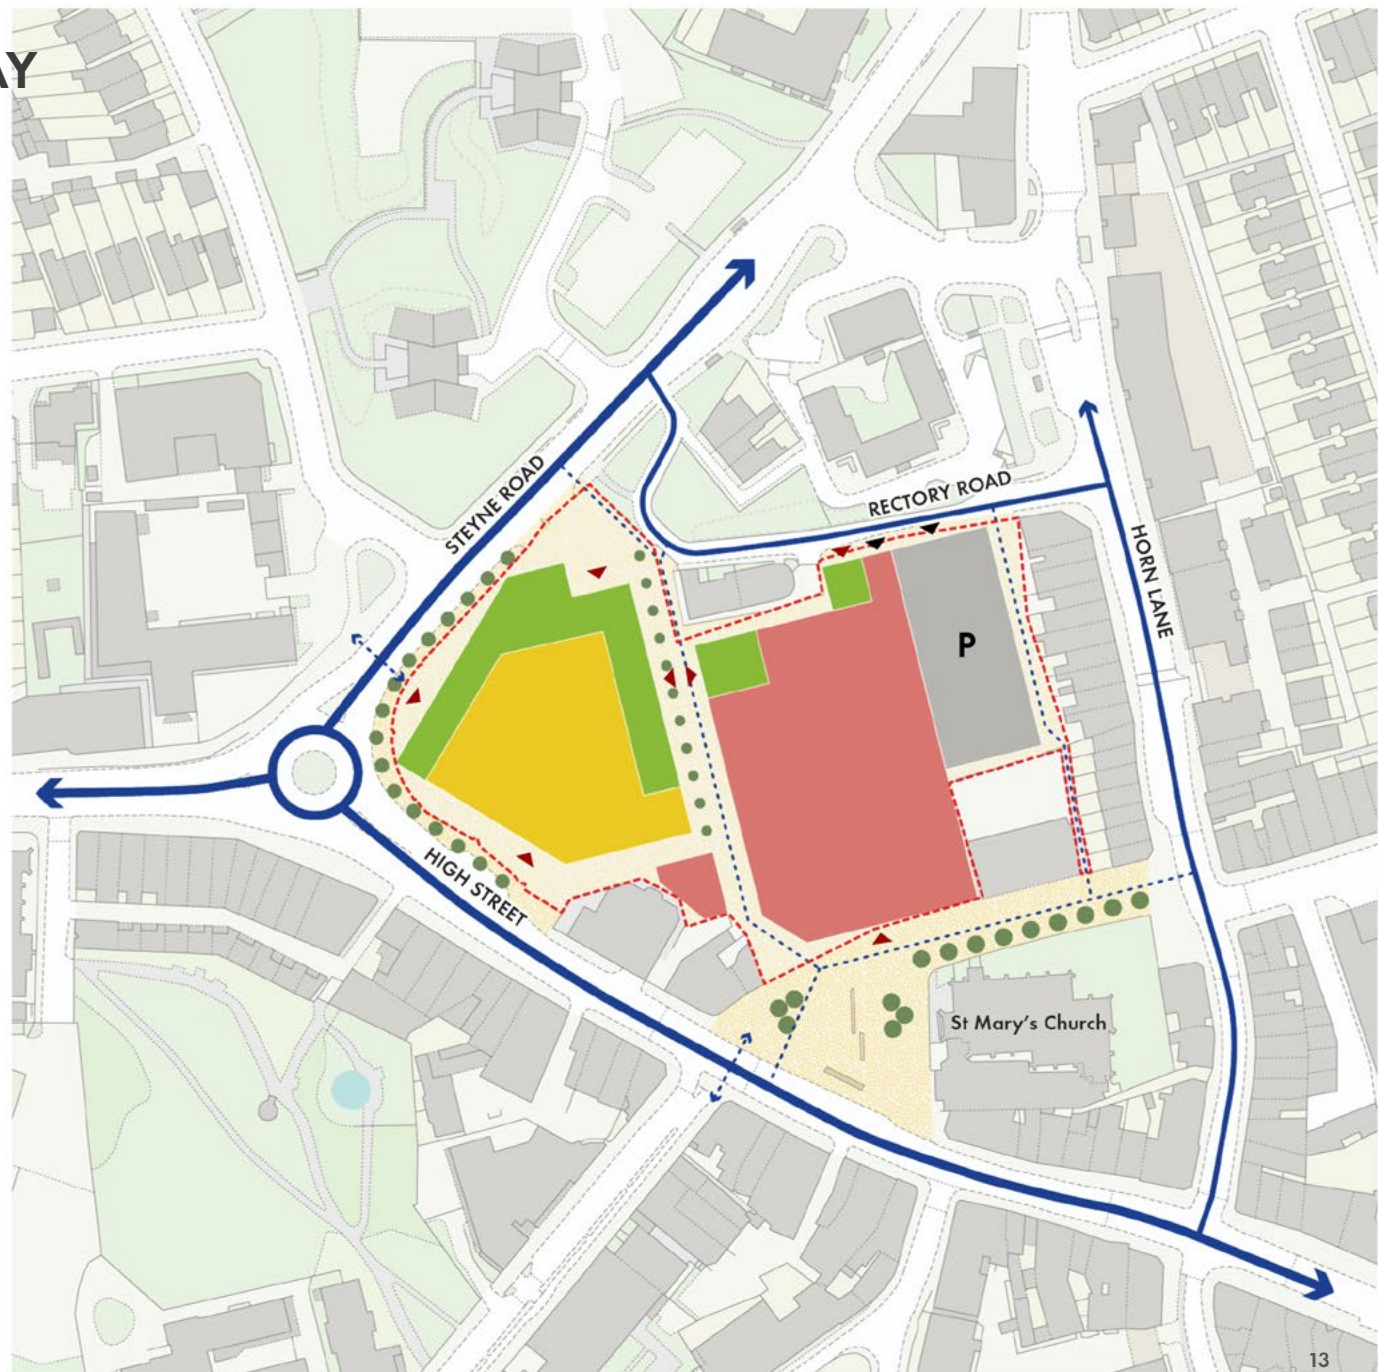 AY
STEYNE ROAD
RECTORY ROAD
HORN LANE
P
HIGH STREET
St Mary's Church
13